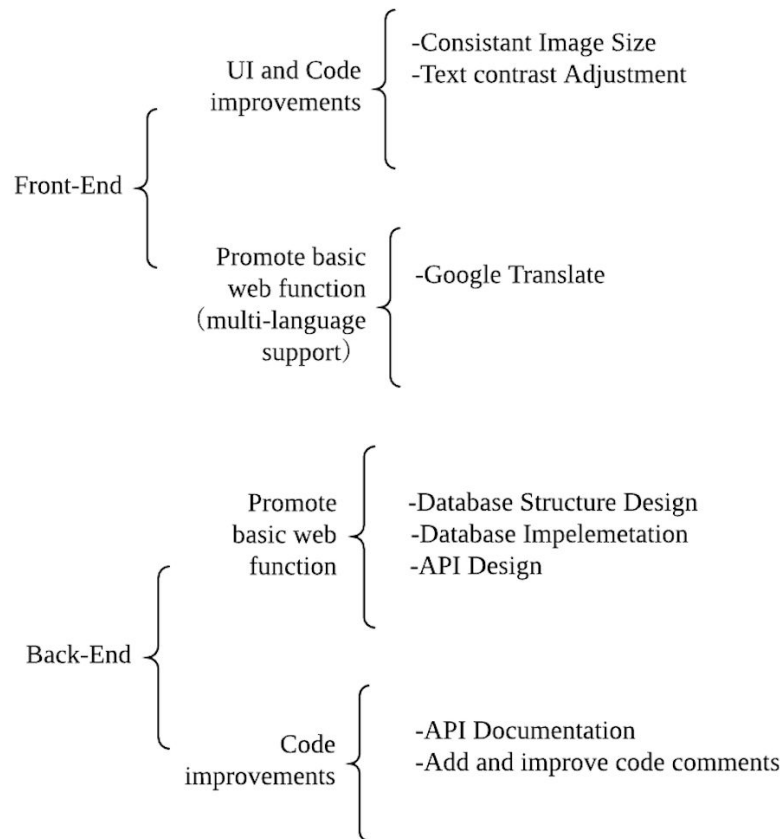 UI and Code
improvements
-Consistant Image Size
-Text contrast Adjustment
Front-End
Promote basic
web function
（multi-language
support）
-Google Translate
Promote
basic web
function
-Database Structure Design
-Database Impelemetation
-API Design
Back-End
Code
improvements
-API Documentation
-Add and improve code comments